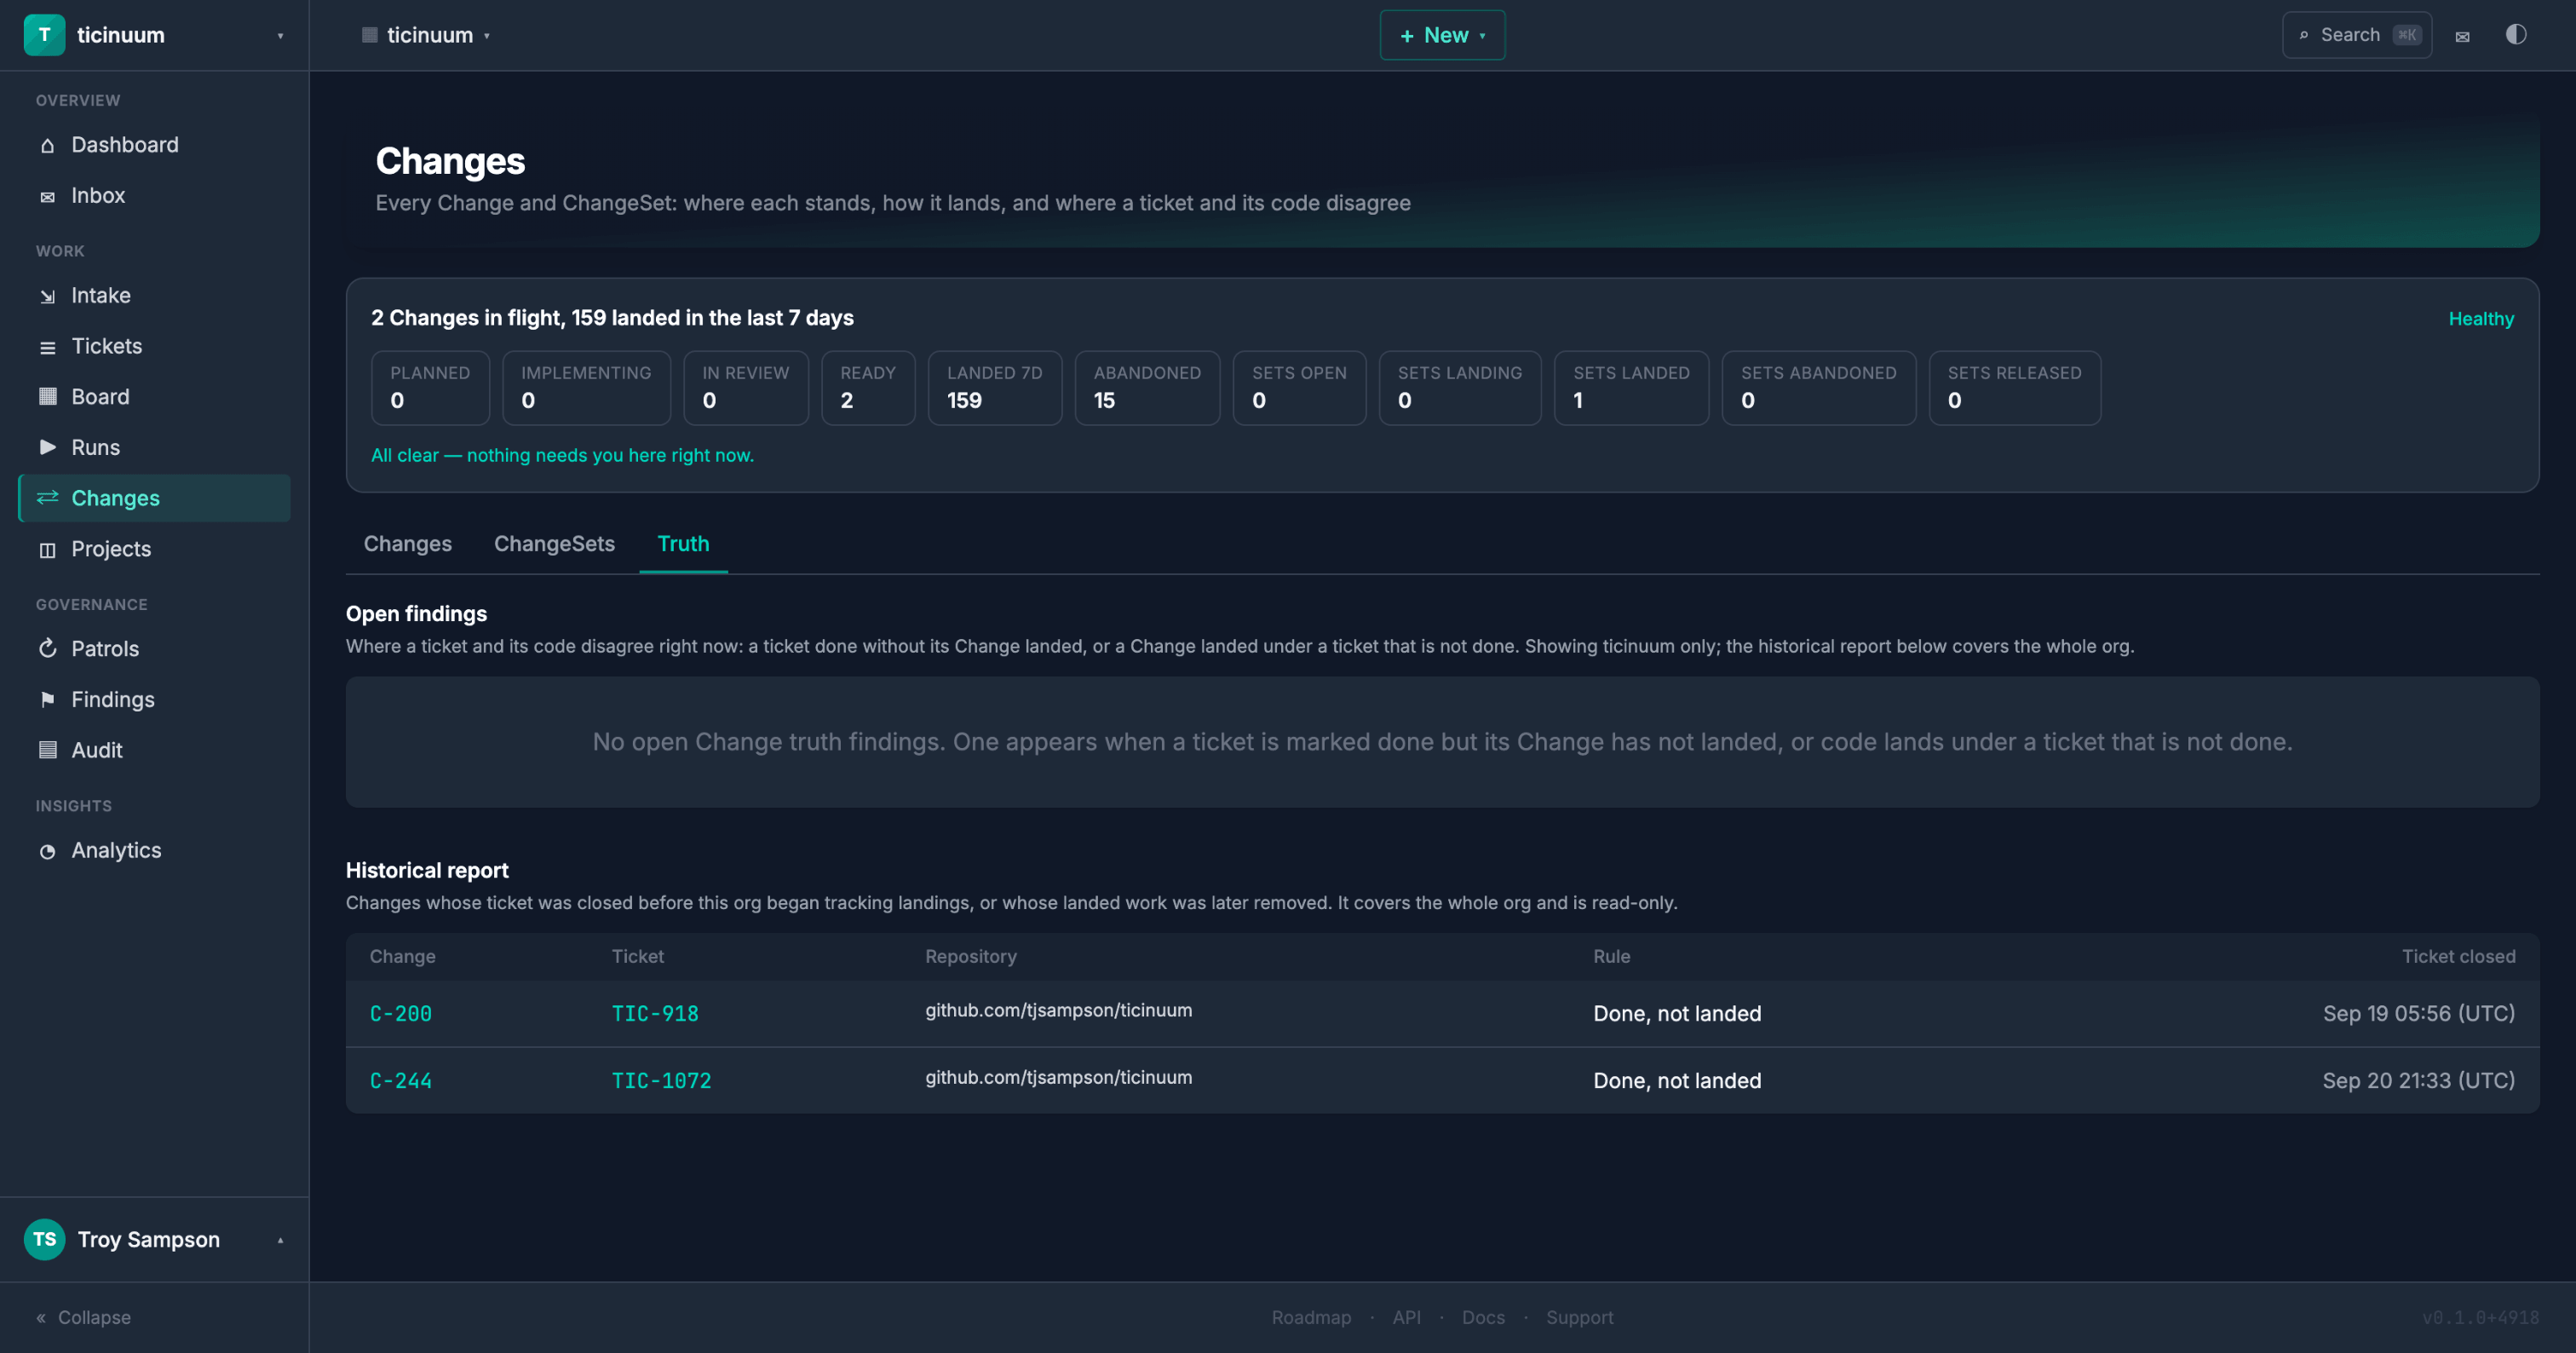 T ticinuum
ticinuum
+ New
Search ⌘K
OVERVIEW
Dashboard
Inbox
WORK
Intake
Tickets
Board
Runs
Changes
Projects
GOVERNANCE
Patrols
Findings
Audit
INSIGHTS
Analytics
TS Troy Sampson
« Collapse
Changes
Every Change and ChangeSet: where each stands, how it lands, and where a ticket and its code disagree
2 Changes in flight, 159 landed in the last 7 days
Healthy
PLANNED IMPLEMENTING IN REVIEW READY LANDED 7D ABANDONED SETS OPEN SETS LANDING SETS LANDED SETS ABANDONED SETS RELEASED
0 0 0 2 159 15 0 0 1 0 0
All clear — nothing needs you here right now.
Changes ChangeSets Truth
Open findings
Where a ticket and its code disagree right now: a ticket done without its Change landed, or a Change landed under a ticket that is not done. Showing ticinuum only; the historical report below covers the whole org.
No open Change truth findings. One appears when a ticket is marked done but its Change has not landed, or code lands under a ticket that is not done.
Historical report
Changes whose ticket was closed before this org began tracking landings, or whose landed work was later removed. It covers the whole org and is read-only.
Change Ticket Repository Rule Ticket closed
C-200 TIC-918 github.com/tjsampson/ticinuum Done, not landed Sep 19 05:56 (UTC)
C-244 TIC-1072 github.com/tjsampson/ticinuum Done, not landed Sep 20 21:33 (UTC)
Roadmap · API · Docs · Support
v0.1.0+4918